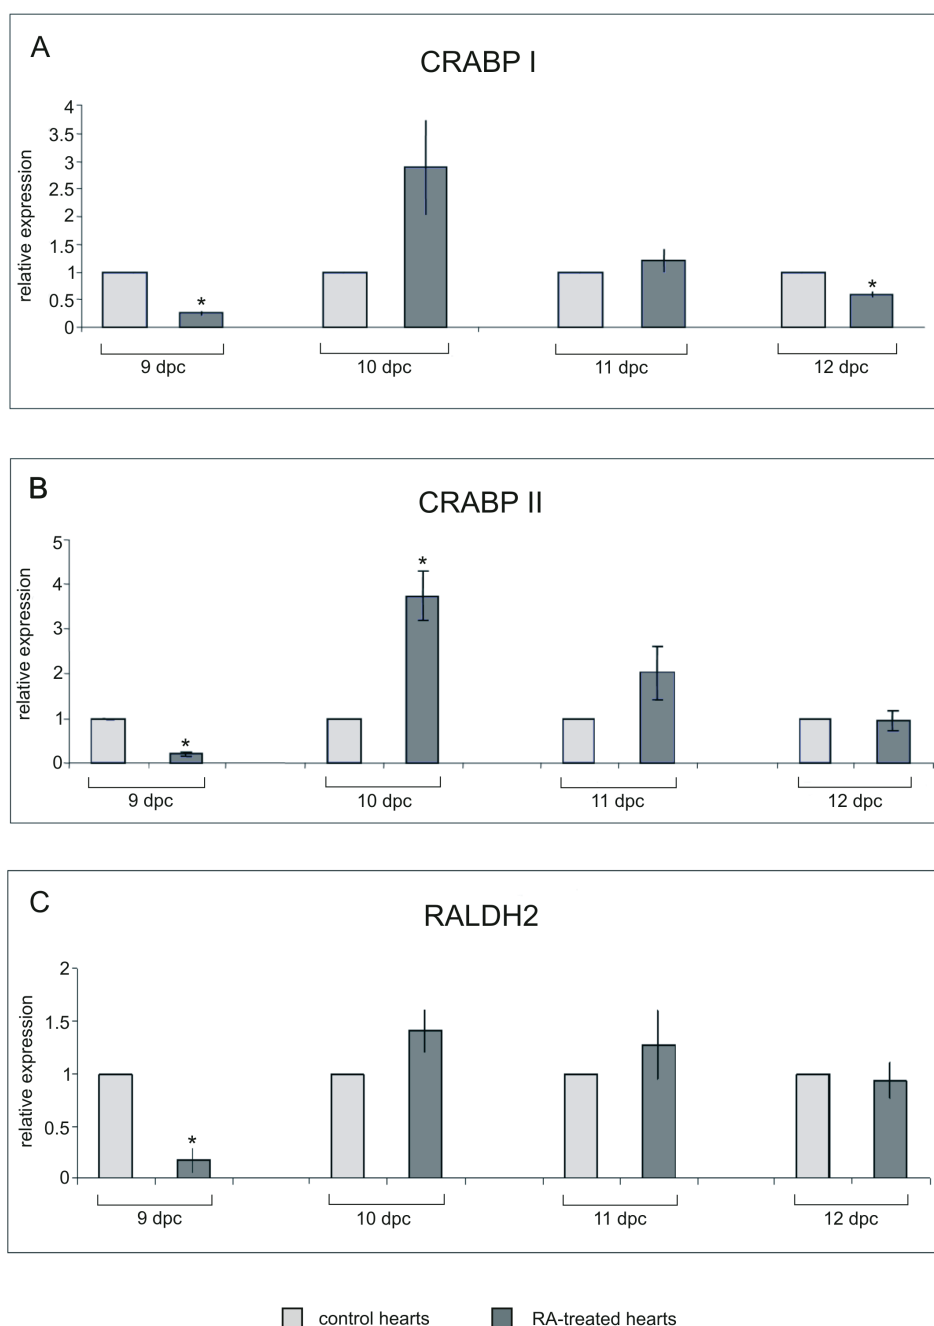 A
CRABP I
relative expression
4
3.5
3
2.5
2
1.5
1
0.5
0
*
*
9 dpc
10 dpc
11 dpc
12 dpc
B
CRABP II
relative expression
5
4
3
2
1
0
*
*
9 dpc
10 dpc
11 dpc
12 dpc
C
RALDH2
relative expression
2
1.5
1
0.5
0
*
9 dpc
10 dpc
11 dpc
12 dpc
control hearts
RA-treated hearts